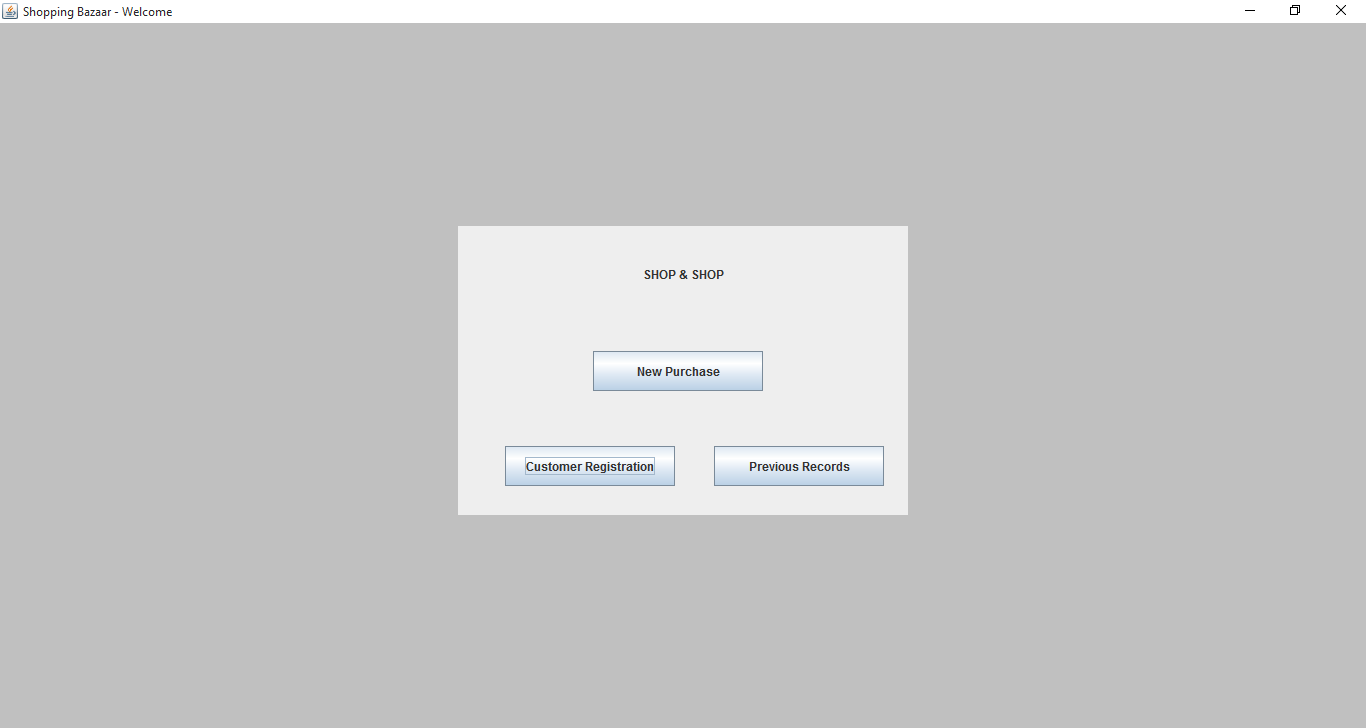 Shopping Bazaar - Welcome
SHOP & SHOP
New Purchase
Customer Registration
Previous Records